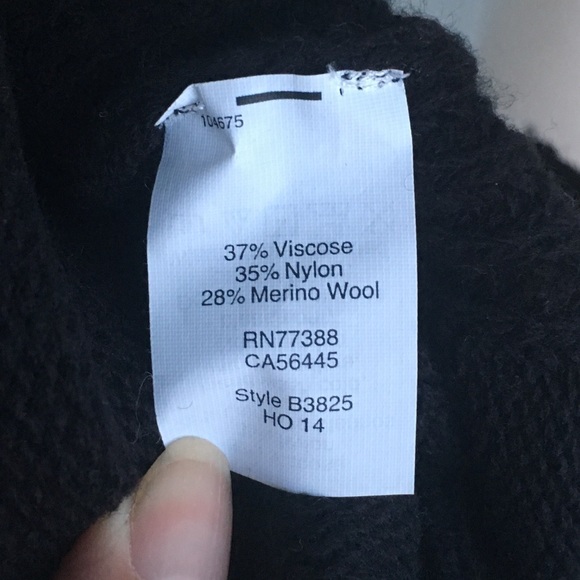 104675
37% Viscose
35% Nylon
28% Merino Wool
RN77388
CA56445
Style B3825
HO 14